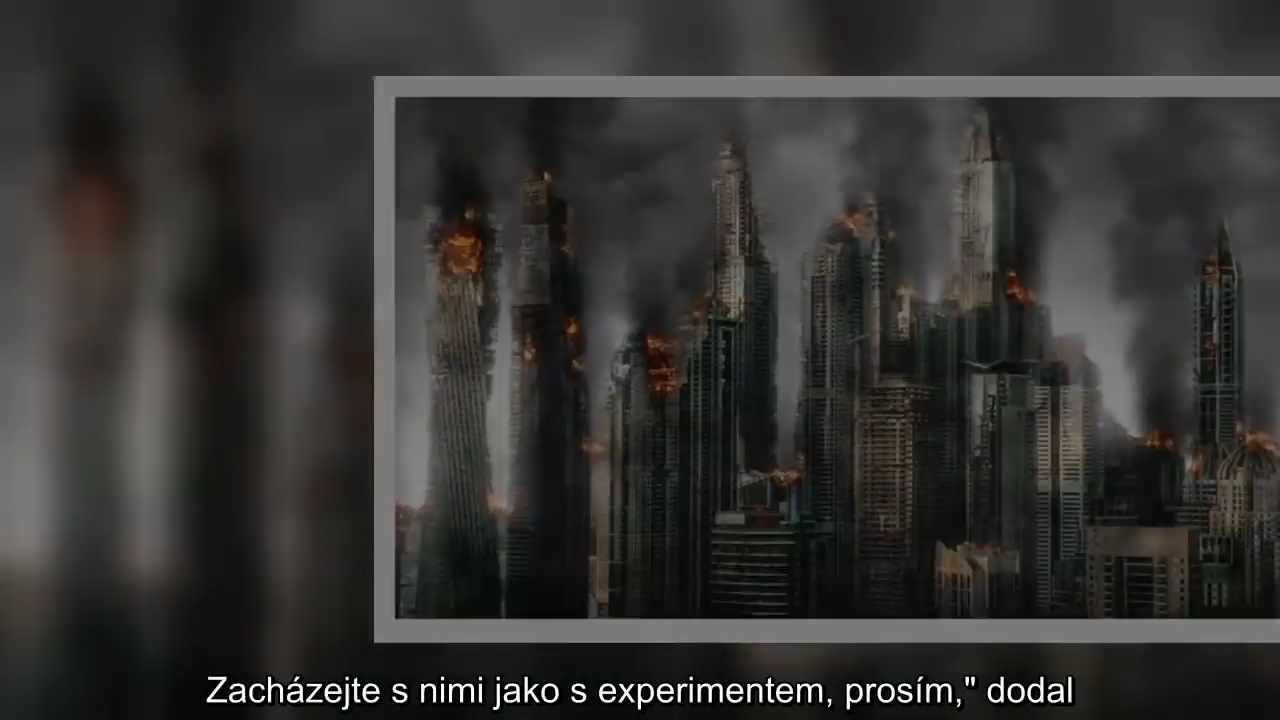 Zacházejte s nimi jako s experimentem, prosím," dodal